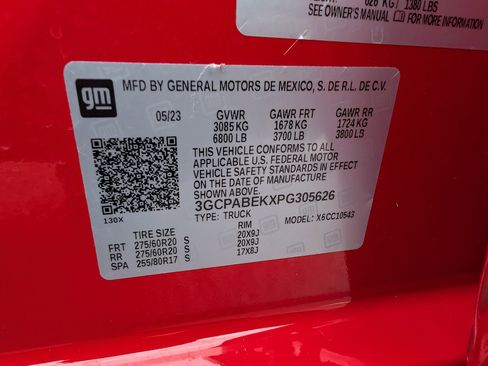 626 KG/ 1380 LBS
SEE OWNER'S MANUAL FOR MORE INFORMATION
gm
MFD BY GENERAL MOTORS DE MEXICO, S. DE R.L. DE C.V.
05/23 GVWR GAWR FRT GAWR RR
3085 KG 1678 KG 1724 KG
6800 LB 3700 LB 3800 LB
THIS VEHICLE CONFORMS TO ALL
APPLICABLE U.S. FEDERAL MOTOR
VEHICLE SAFETY STANDARDS IN EFFECT
ON THE DATE OF MANUFACTURE SHOWN ABOVE.
3GCPABEKXPG305626
130X
TYPE: TRUCK MODEL: X6CC10543
TIRE SIZE RIM
FRT 275/60R20 S 20X9J
RR 275/60R20 S 20X9J
SPA 255/80R17 S 17X8J